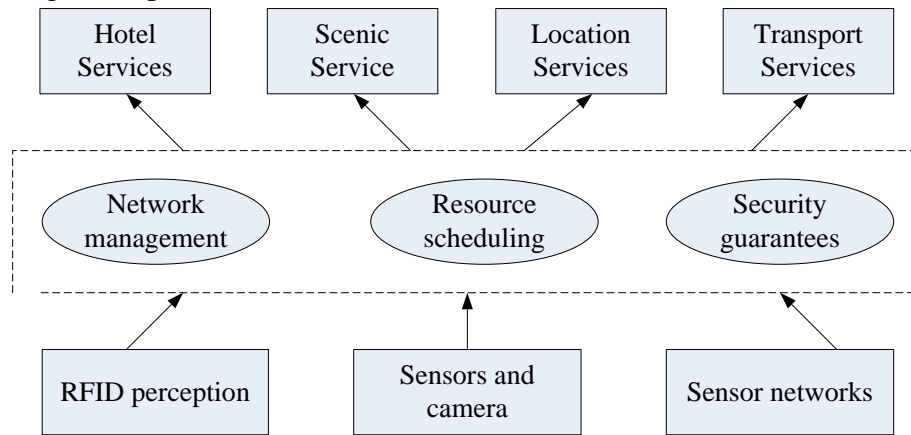 Hotel
Services
Scenic
Service
Location
Services
Transport
Services
Network
management
Resource
scheduling
Security
guarantees
RFID perception
Sensors and
camera
Sensor networks